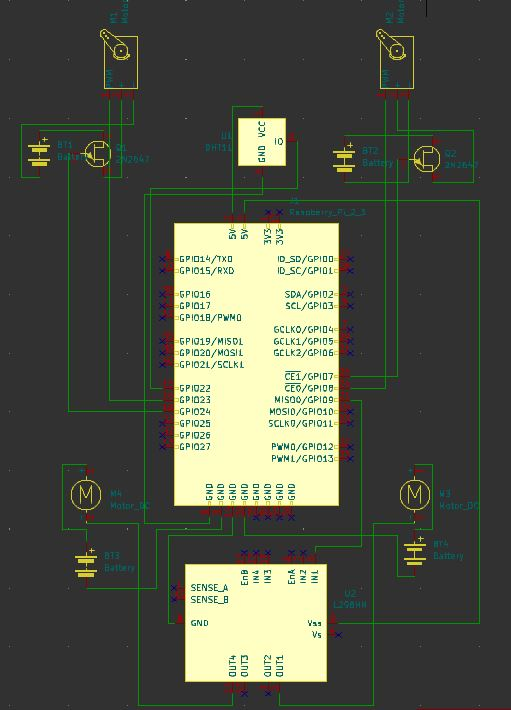 M1
Motor
M2
Motor
PWM
U1
DHT11
VCC
IO
GND
BT1
Battery
Q1
2N2647
BT2
Battery
Q2
2N2647
J1
Raspberry_Pi_2_3
5V
5V
3V3
3V3
GPIO14/TXD
ID_SD/GPIO0
GPIO15/RXD
ID_SC/GPIO1
GPIO16
SDA/GPIO2
GPIO17
SCL/GPIO3
GPIO18/PWM0
GCLK0/GPIO4
GPIO19/MISO1
GCLK1/GPIO5
GPIO20/MOSI1
GCLK2/GPIO6
GPIO21/SCLK1
CE1/GPIO7
GPIO22
CE0/GPIO8
GPIO23
MISO0/GPIO9
GPIO24
MOSI0/GPIO10
GPIO25
SCLK0/GPIO11
GPIO26
GPIO27
PWM0/GPIO12
PWM1/GPIO13
GND
GND
GND
GND
GND
GND
GND
GND
M4
Motor_DC
M
M
M3
Motor_DC
BT3
Battery
BT4
Battery
EnB
IN4
IN3
EnA
IN2
IN1
SENSE_A
SENSE_B
GND
U2
L298HN
Vss
Vs
OUT4
OUT3
OUT2
OUT1